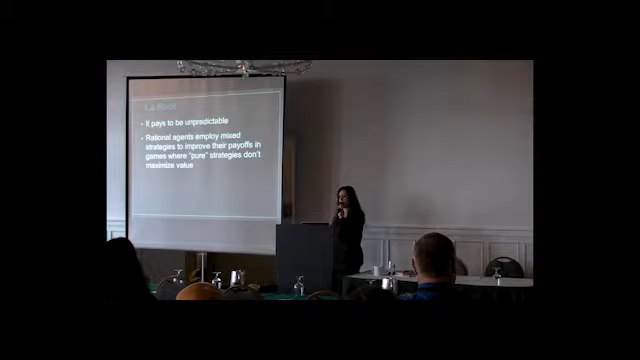 • It pays to be unpredictable
• Rational agents employ mixed
strategies to improve their payoffs in
games where "pure" strategies don't
maximize value